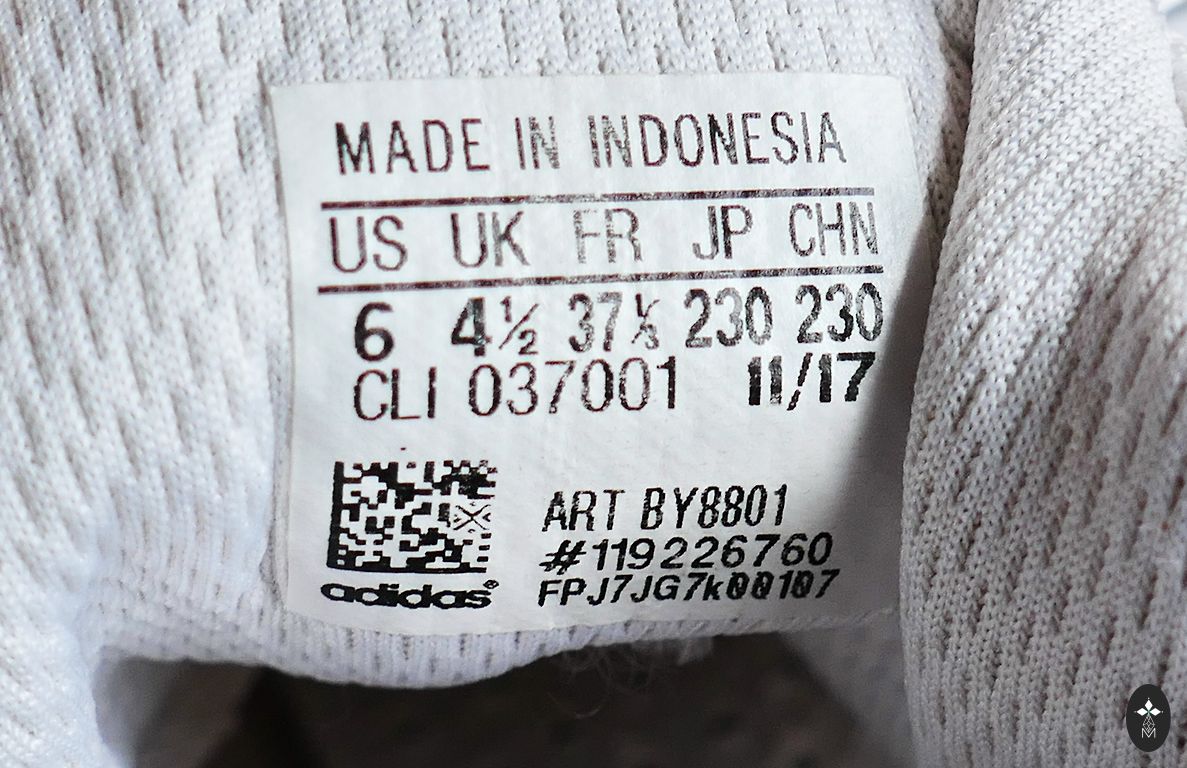 MADE IN INDONESIA
US UK FR JP CHN
6 4½ 37⅓ 230 230
CLI 037001 11/17
ART BY8801
#119226760
adidas® FPJ7JG7k00107
M